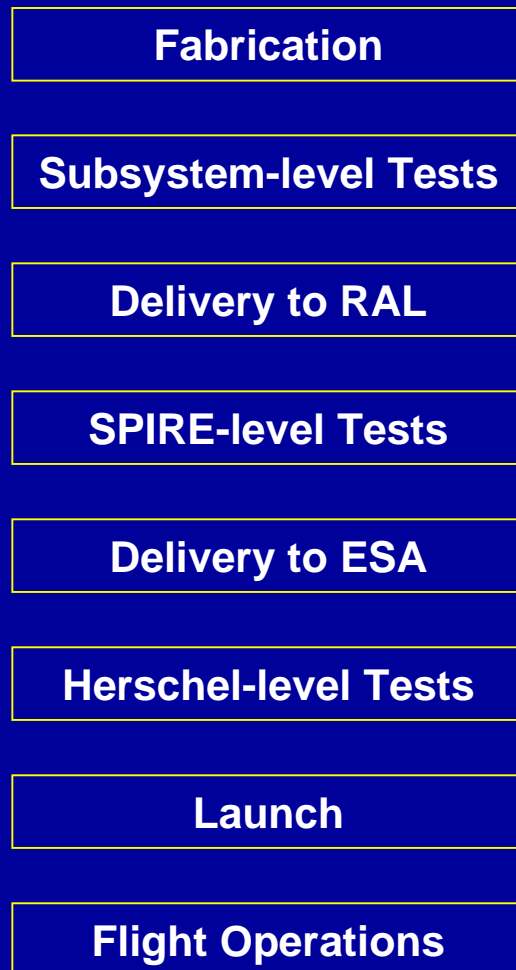 Fabrication
Subsystem-level Tests
Delivery to RAL
SPIRE-level Tests
Delivery to ESA
Herschel-level Tests
Launch
Flight Operations